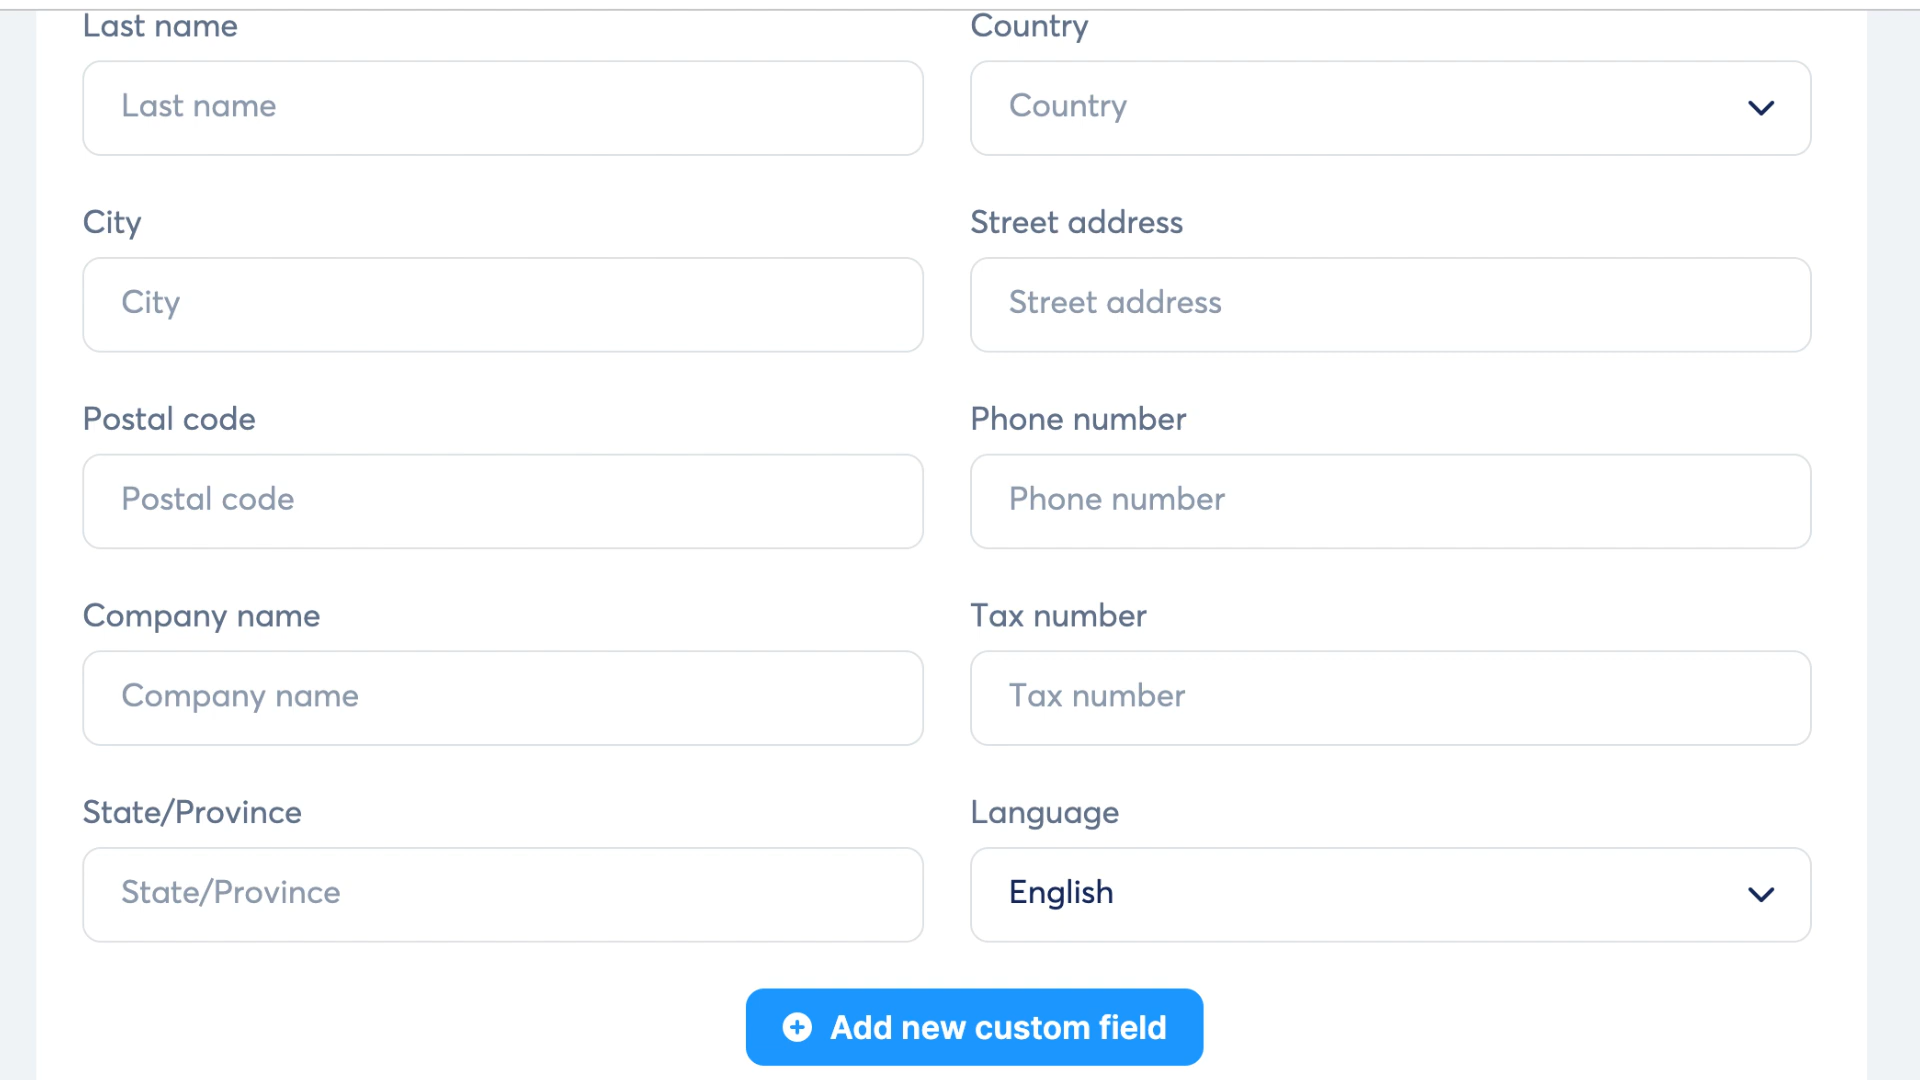 Last name
Country
Last name
Country
City
Street address
City
Street address
Postal code
Phone number
Postal code
Phone number
Company name
Tax number
Company name
Tax number
State/Province
Language
State/Province
English
Add new custom field